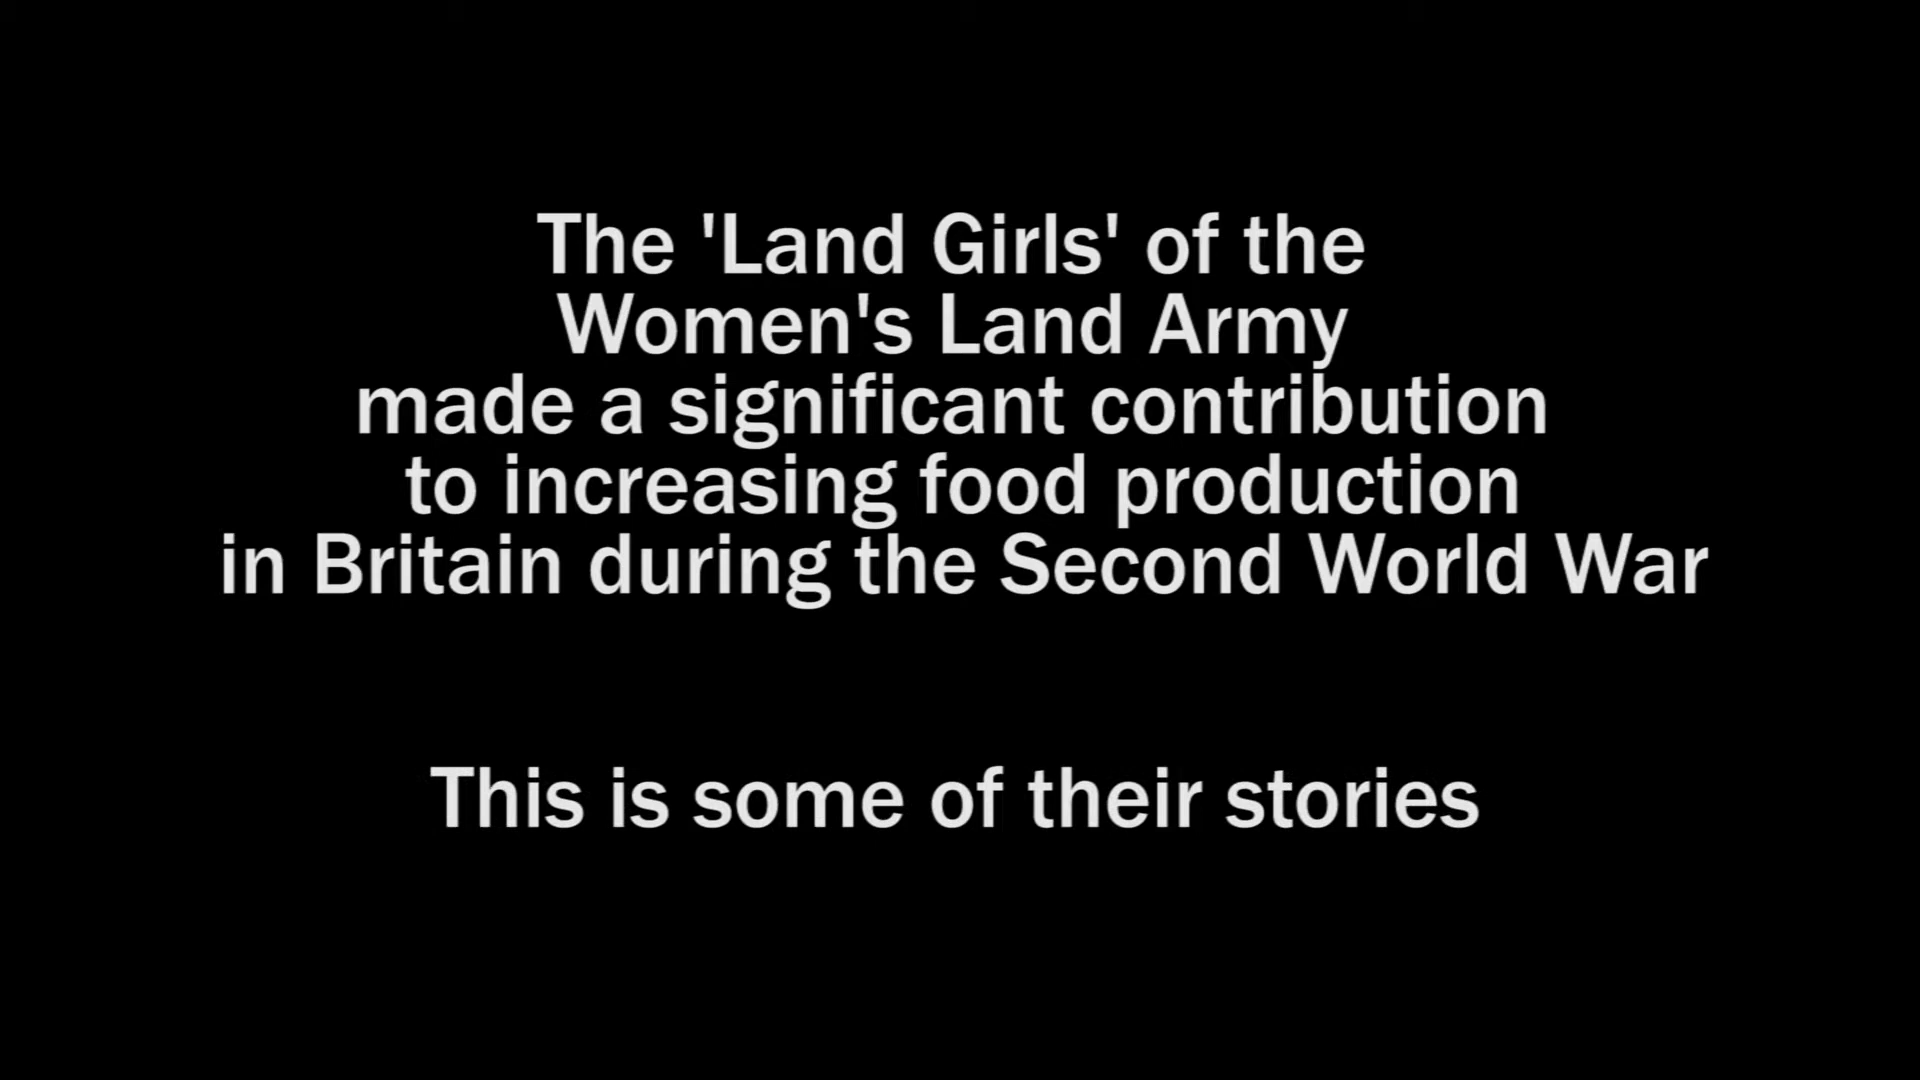 The 'Land Girls' of the
Women's Land Army
made a significant contribution
to increasing food production
in Britain during the Second World War
This is some of their stories